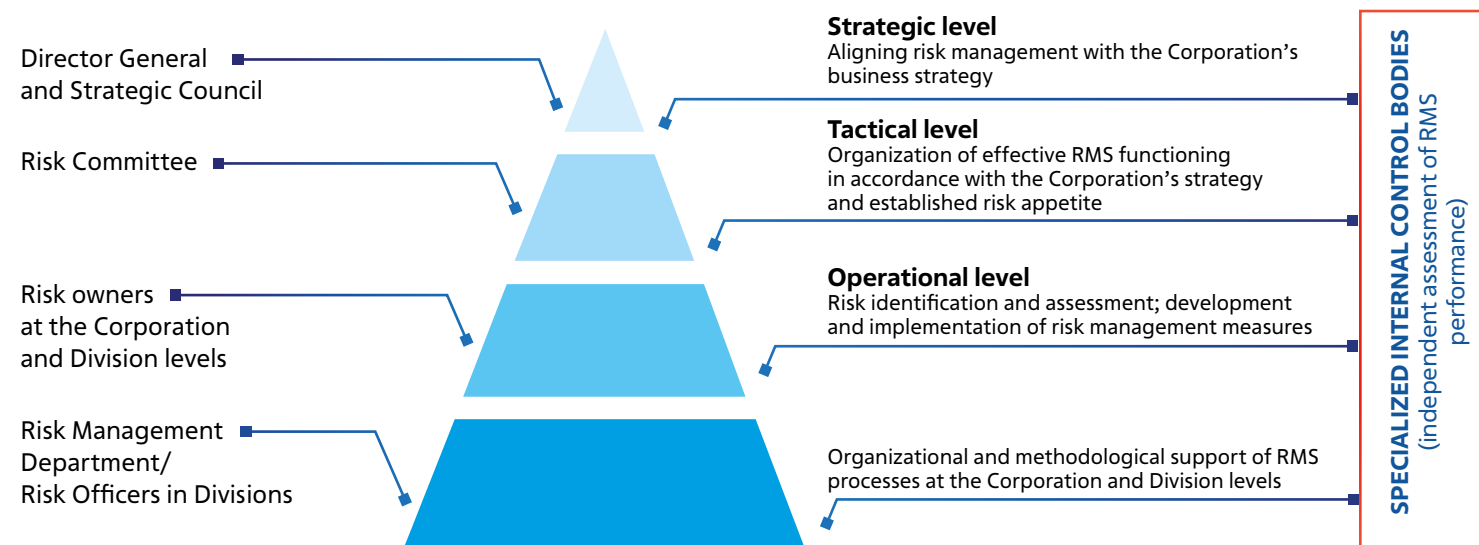 Director General
and Strategic Council
Strategic level
Aligning risk management with the Corporation's
business strategy
Risk Committee
Tactical level
Organization of effective RMS functioning
in accordance with the Corporation's strategy
and established risk appetite
Risk owners
at the Corporation
and Division levels
Operational level
Risk identification and assessment; development
and implementation of risk management measures
Risk Management
Department/
Risk Officers in Divisions
Organizational and methodological support of RMS
processes at the Corporation and Division levels
SPECIALIZED INTERNAL CONTROL BODIES
(independent assessment of RMS
performance)